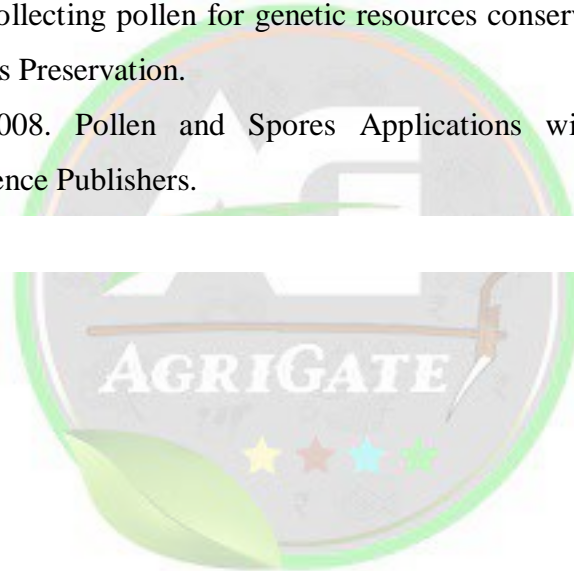 ollecting pollen for genetic resources conserv
s Preservation.
008. Pollen and Spores Applications wi
ence Publishers.
AGRIGATE